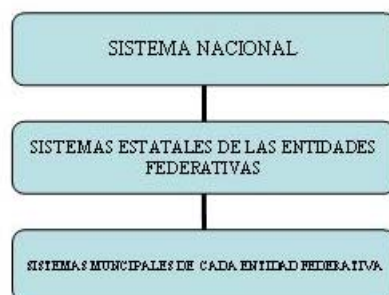 SISTEMA NACIONAL
SISTEMAS ESTATALES DE LAS ENTIDADES
FEDERATIVAS
SISTEMAS MUNCIPALES DE CADA ENTIDAD FEDERATIVA